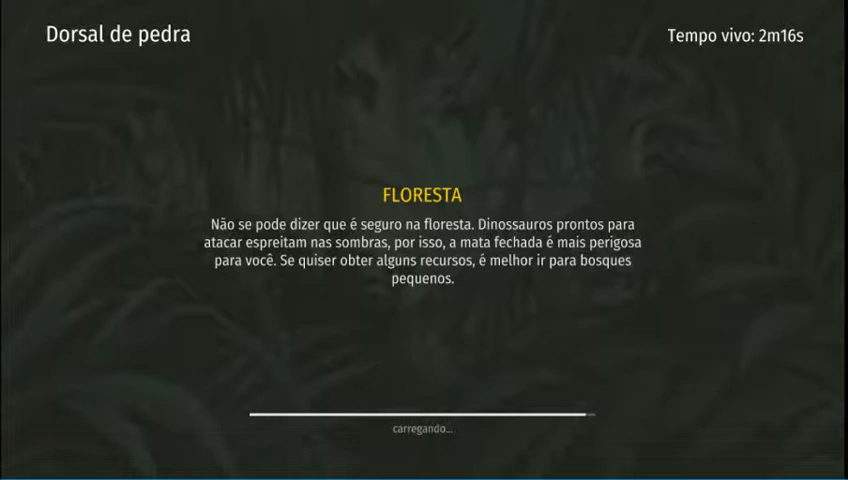 Dorsal de pedra
Tempo vivo: 2m16s
FLORESTA
Não se pode dizer que é seguro na floresta. Dinossauros prontos para
atacar espreitam nas sombras, por isso, a mata fechada é mais perigosa
para você. Se quiser obter alguns recursos, é melhor ir para bosques
pequenos.
carregando...